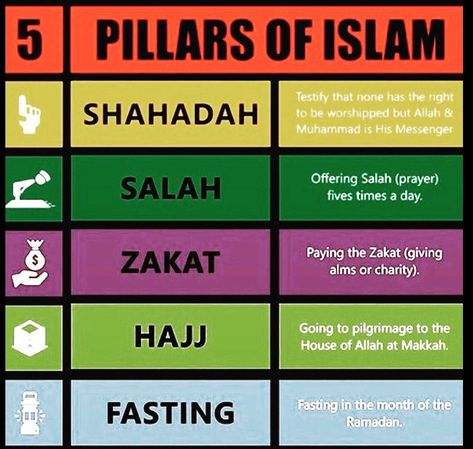 5 PILLARS OF ISLAM
SHAHADAH
Testify that none has the right
to be worshipped but Allah &
Muhammad is His Messenger
SALAH
Offering Salah (prayer)
fives times a day.
ZAKAT
$
Paying the Zakat (giving
alms or charity).
HAJJ
Going to pilgrimage to the
House of Allah at Makkah.
FASTING
Fasting in the month of the
Ramadan.